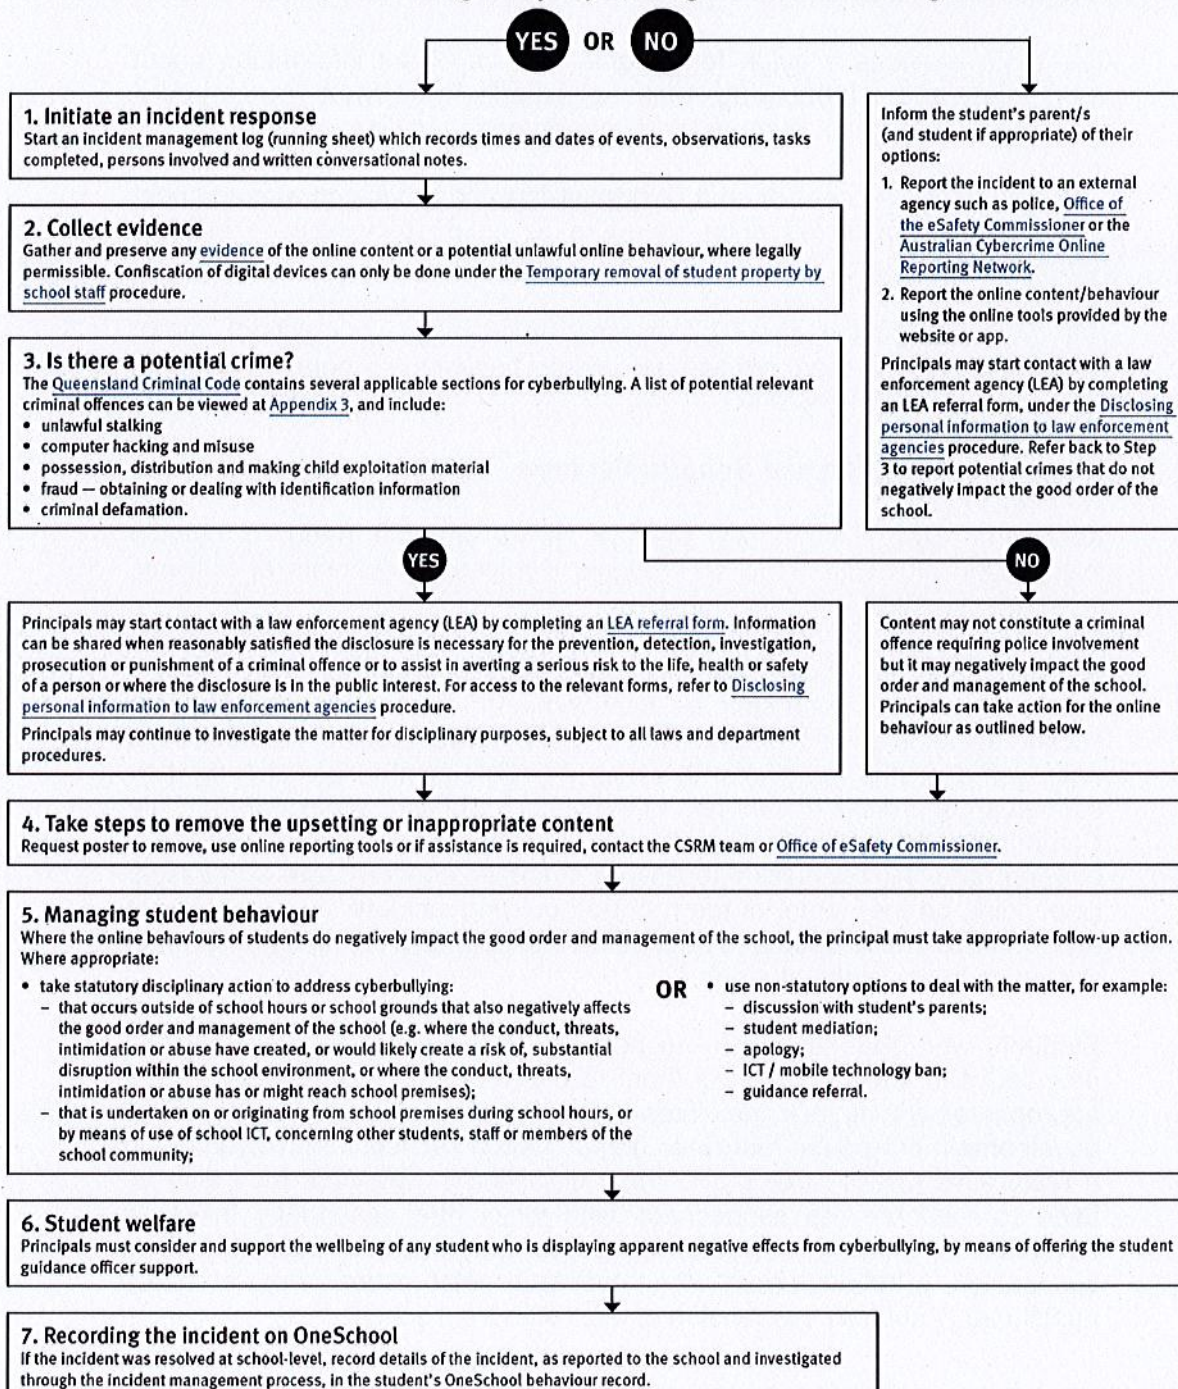 YES OR NO
1. Initiate an incident response
Start an incident management log (running sheet) which records times and dates of events, observations, tasks
completed, persons involved and written conversational notes.
2. Collect evidence
Gather and preserve any evidence of the online content or a potential unlawful online behaviour, where legally
permissible. Confiscation of digital devices can only be done under the Temporary removal of student property by
school staff procedure.
3. Is there a potential crime?
The Queensland Criminal Code contains several applicable sections for cyberbullying. A list of potential relevant
criminal offences can be viewed at Appendix 3, and include:
• unlawful stalking
• computer hacking and misuse
• possession, distribution and making child exploitation material
• fraud — obtaining or dealing with identification information
• criminal defamation.
Inform the student's parent/s
(and student if appropriate) of their
options:
1. Report the incident to an external
agency such as police, Office of
the eSafety Commissioner or the
Australian Cybercrime Online
Reporting Network.
2. Report the online content/behaviour
using the online tools provided by the
website or app.
Principals may start contact with a law
enforcement agency (LEA) by completing
an LEA referral form, under the Disclosing
personal information to law enforcement
agencies procedure. Refer back to Step
3 to report potential crimes that do not
negatively impact the good order of the
school.
YES
NO
Principals may start contact with a law enforcement agency (LEA) by completing an LEA referral form. Information
can be shared when reasonably satisfied the disclosure is necessary for the prevention, detection, investigation,
prosecution or punishment of a criminal offence or to assist in averting a serious risk to the life, health or safety
of a person or where the disclosure is in the public interest. For access to the relevant forms, refer to Disclosing
personal information to law enforcement agencies procedure.
Principals may continue to investigate the matter for disciplinary purposes, subject to all laws and department
procedures.
Content may not constitute a criminal
offence requiring police involvement
but it may negatively impact the good
order and management of the school.
Principals can take action for the online
behaviour as outlined below.
4. Take steps to remove the upsetting or inappropriate content
Request poster to remove, use online reporting tools or if assistance is required, contact the CSRM team or Office of eSafety Commissioner.
5. Managing student behaviour
Where the online behaviours of students do negatively impact the good order and management of the school, the principal must take appropriate follow-up action.
Where appropriate:
• take statutory disciplinary action to address cyberbullying:
– that occurs outside of school hours or school grounds that also negatively affects
the good order and management of the school (e.g. where the conduct, threats,
intimidation or abuse have created, or would likely create a risk of, substantial
disruption within the school environment, or where the conduct, threats,
intimidation or abuse has or might reach school premises);
– that is undertaken on or originating from school premises during school hours, or
by means of use of school ICT, concerning other students, staff or members of the
school community;
OR
• use non-statutory options to deal with the matter, for example:
– discussion with student's parents;
– student mediation;
– apology;
– ICT / mobile technology ban;
– guidance referral.
6. Student welfare
Principals must consider and support the wellbeing of any student who is displaying apparent negative effects from cyberbullying, by means of offering the student
guidance officer support.
7. Recording the incident on OneSchool
If the incident was resolved at school-level, record details of the incident, as reported to the school and investigated
through the incident management process, in the student's OneSchool behaviour record.